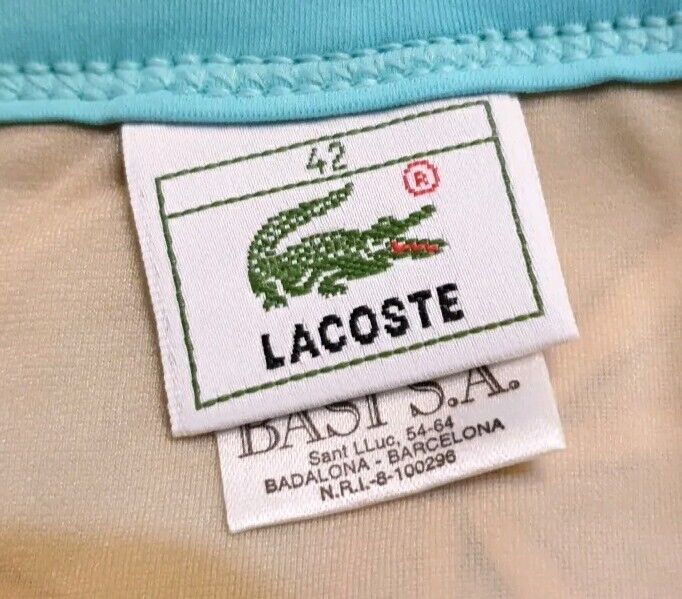 42
®
LACOSTE
BASI S.A.
Sant LLuc, 54-64
BADALONA - BARCELONA
N.R.I.-8-100296